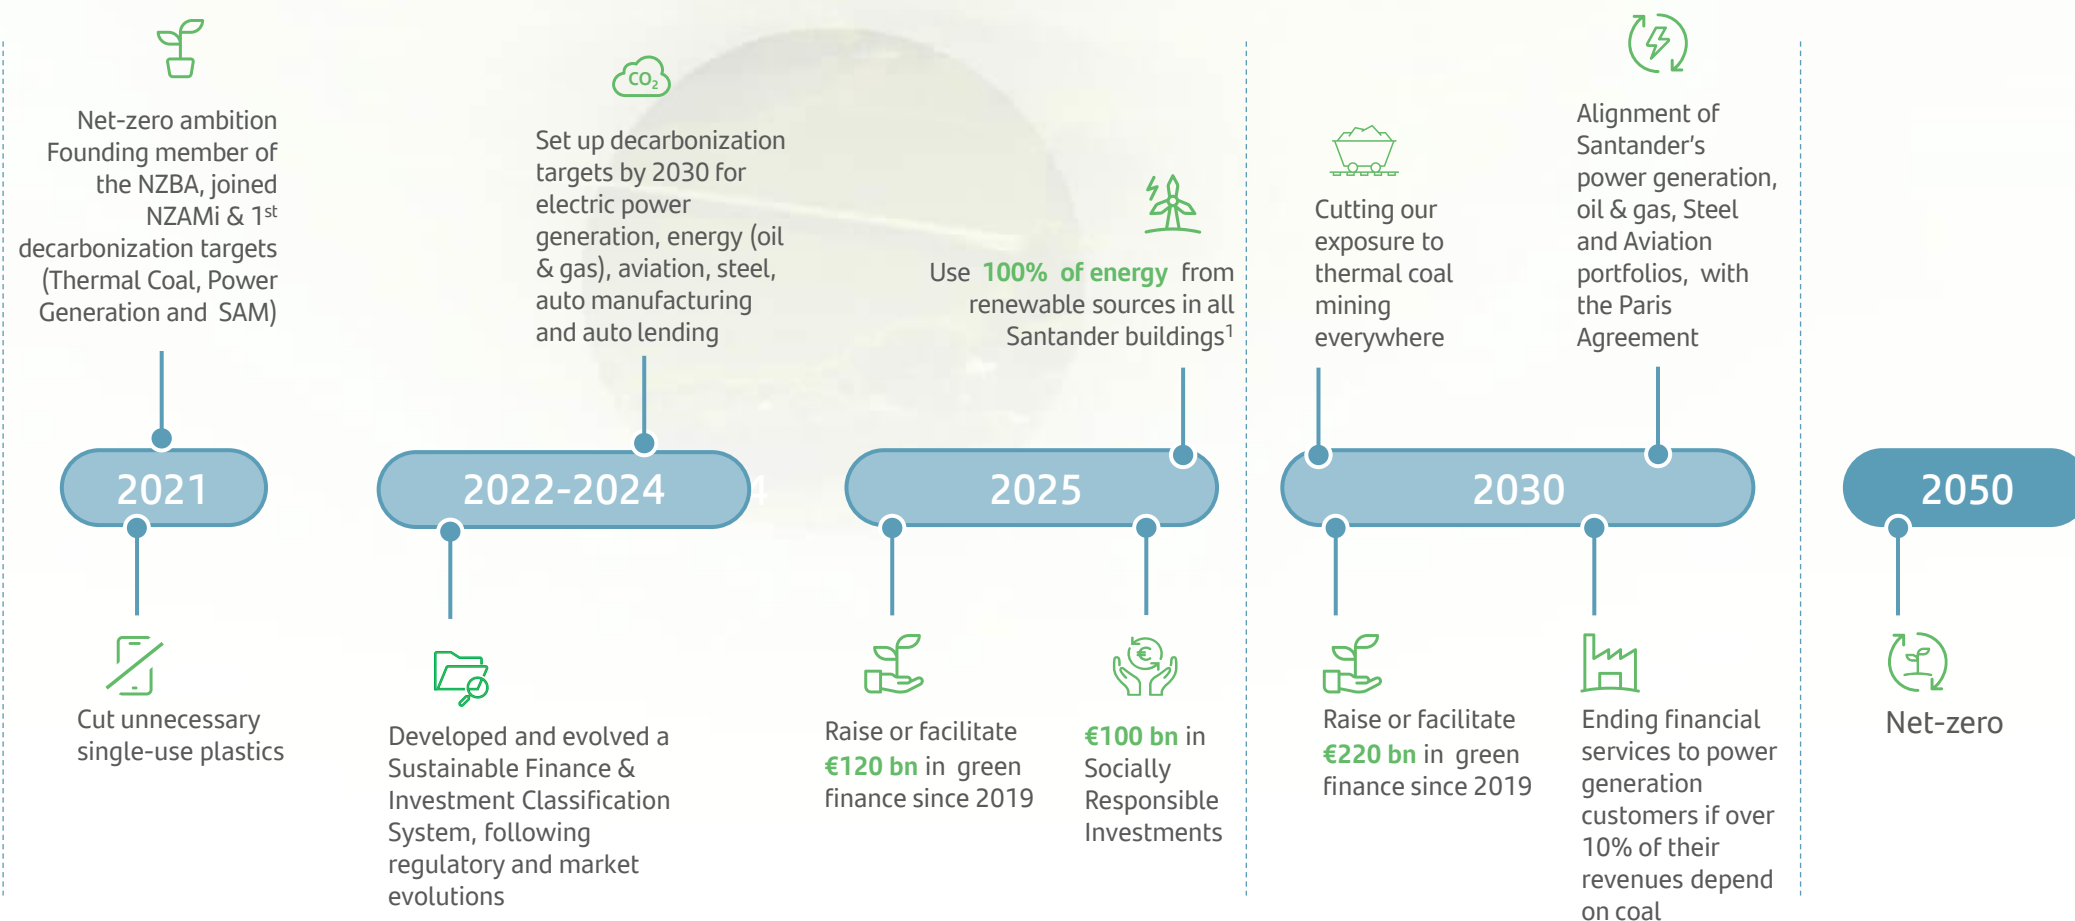 CO₂
Net-zero ambition
Founding member of
the NZBA, joined
NZAMi & 1st
decarbonization targets
(Thermal Coal, Power
Generation and SAM)
Set up decarbonization
targets by 2030 for
electric power
generation, energy (oil
& gas), aviation, steel,
auto manufacturing
and auto lending
Use 100% of energy from
renewable sources in all
Santander buildings1
Cutting our
exposure to
thermal coal
mining
everywhere
Alignment of
Santander's
power generation,
oil & gas, Steel
and Aviation
portfolios, with
the Paris
Agreement
2021
2022-2024
4
2025
2030
2050
Cut unnecessary
single-use plastics
Developed and evolved a
Sustainable Finance &
Investment Classification
System, following
regulatory and market
evolutions
Raise or facilitate
€120 bn in green
finance since 2019
€
€100 bn in
Socially
Responsible
Investments
Raise or facilitate
€220 bn in green
finance since 2019
Ending financial
services to power
generation
customers if over
10% of their
revenues depend
on coal
Net-zero